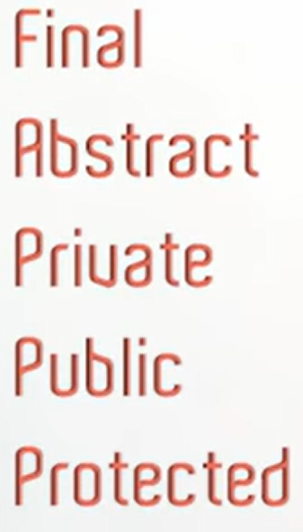 Final
Abstract
Private
Public
Protected